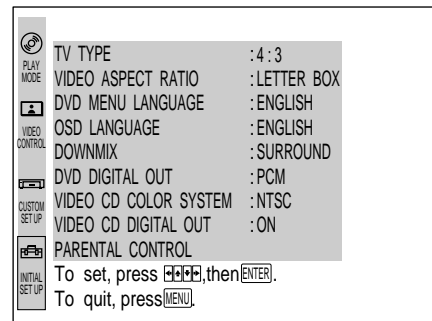 PLAY
MODE
VIDEO
CONTROL
CUSTOM
SET UP
INITIAL
SET UP
TV TYPE :4:3
VIDEO ASPECT RATIO :LETTER BOX
DVD MENU LANGUAGE :ENGLISH
OSD LANGUAGE :ENGLISH
DOWNMIX :SURROUND
DVD DIGITAL OUT :PCM
VIDEO CD COLOR SYSTEM :NTSC
VIDEO CD DIGITAL OUT :ON
PARENTAL CONTROL
To set, press ,then ENTER.
To quit, press MENU.